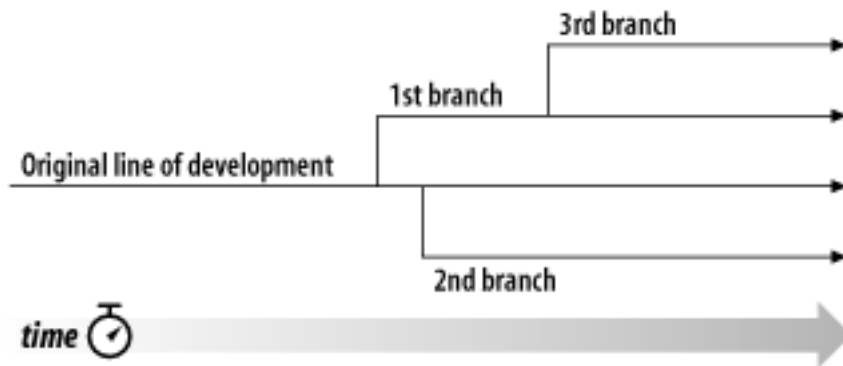 3rd branch
1st branch
Original line of development
2nd branch
time